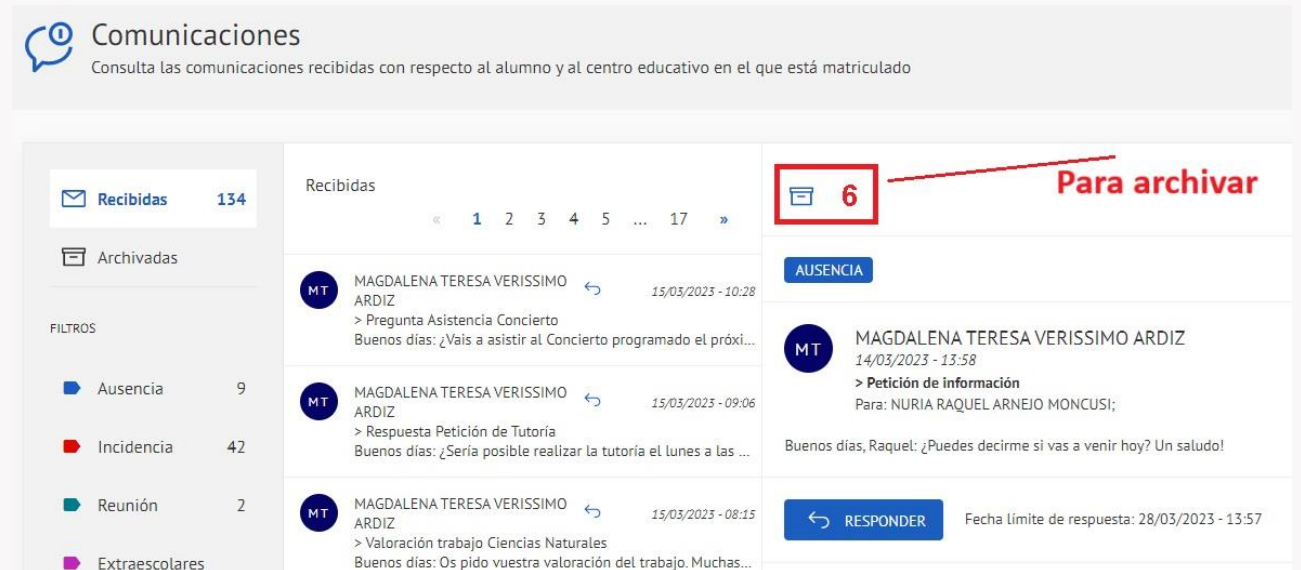 Comunicaciones
Consulta las comunicaciones recibidas con respecto al alumno y al centro educativo en el que está matriculado
Recibidas 134
Archivadas
FILTROS
Ausencia 9
Incidencia 42
Reunión 2
Extraescolares
Recibidas
« 1 2 3 4 5 ... 17 »
MT
MAGDALENA TERESA VERISSIMO
ARDIZ
15/03/2023 - 10:28
> Pregunta Asistencia Concierto
Buenos días: ¿Vais a asistir al Concierto programado el próxi...
MT
MAGDALENA TERESA VERISSIMO
ARDIZ
15/03/2023 - 09:06
> Respuesta Petición de Tutoría
Buenos días: ¿Sería posible realizar la tutoría el lunes a las ...
MT
MAGDALENA TERESA VERISSIMO
ARDIZ
15/03/2023 - 08:15
> Valoración trabajo Ciencias Naturales
Buenos días: Os pido vuestra valoración del trabajo. Muchas...
6
Para archivar
AUSENCIA
MT
MAGDALENA TERESA VERISSIMO ARDIZ
14/03/2023 - 13:58
> Petición de información
Para: NURIA RAQUEL ARNEJO MONCUSI;
Buenos días, Raquel: ¿Puedes decirme si vas a venir hoy? Un saludo!
RESPONDER
Fecha límite de respuesta: 28/03/2023 - 13:57